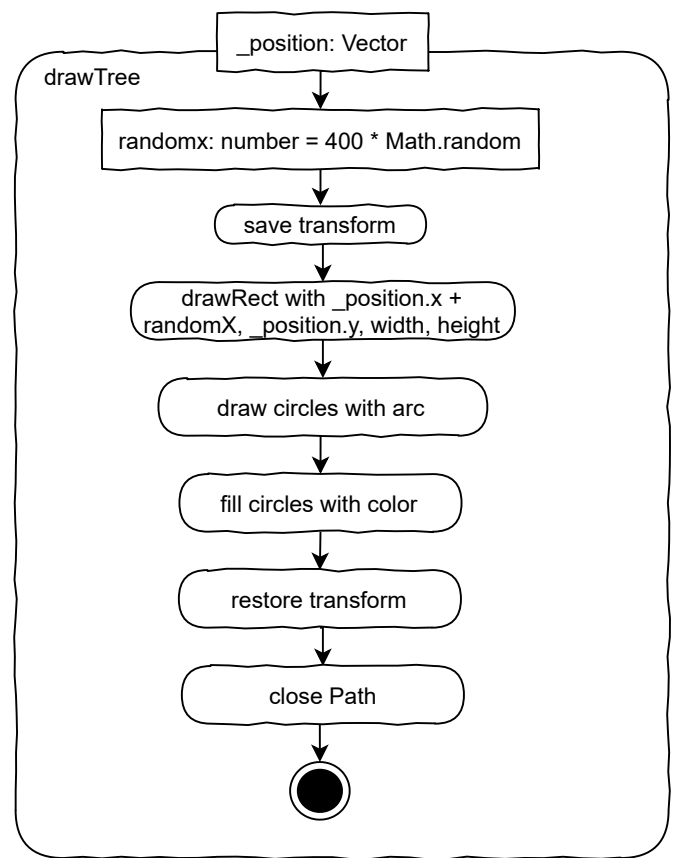 _position: Vector
drawTree
randomx: number = 400 * Math.random
save transform
drawRect with _position.x +
randomX, _position.y, width, height
draw circles with arc
fill circles with color
restore transform
close Path